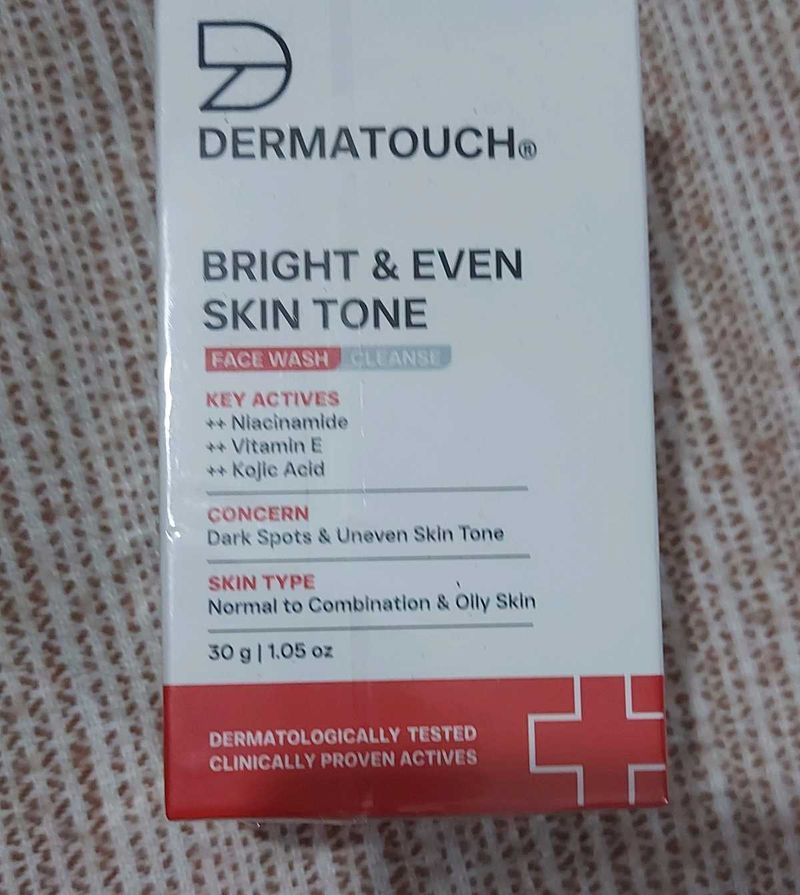 DERMATOUCH®
BRIGHT & EVEN
SKIN TONE
FACE WASH CLEANSE
KEY ACTIVES
++ Niacinamide
++ Vitamin E
++ Kojic Acid
CONCERN
Dark Spots & Uneven Skin Tone
SKIN TYPE
Normal to Combination & Oily Skin
30 g | 1.05 oz
DERMATOLOGICALLY TESTED
CLINICALLY PROVEN ACTIVES